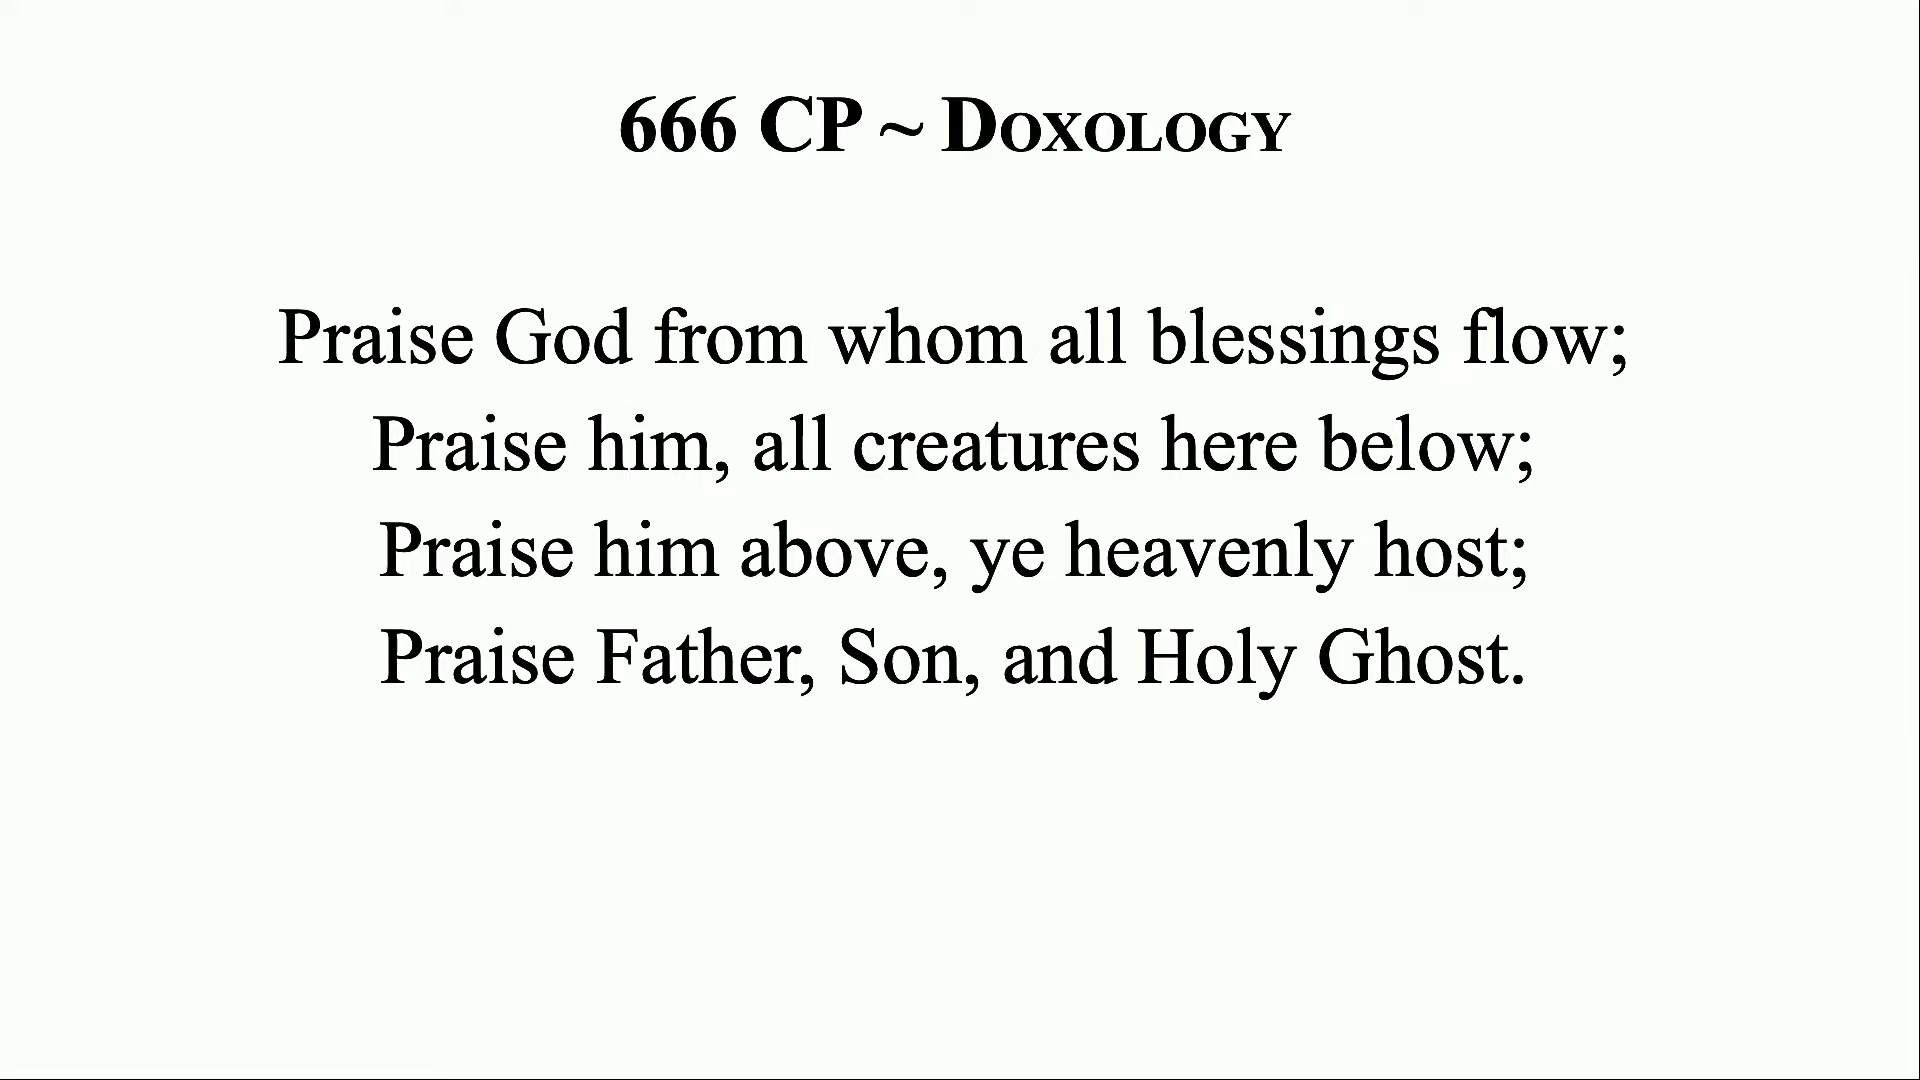 666 CP ~ DOXOLOGY
Praise God from whom all blessings flow;
Praise him, all creatures here below;
Praise him above, ye heavenly host;
Praise Father, Son, and Holy Ghost.